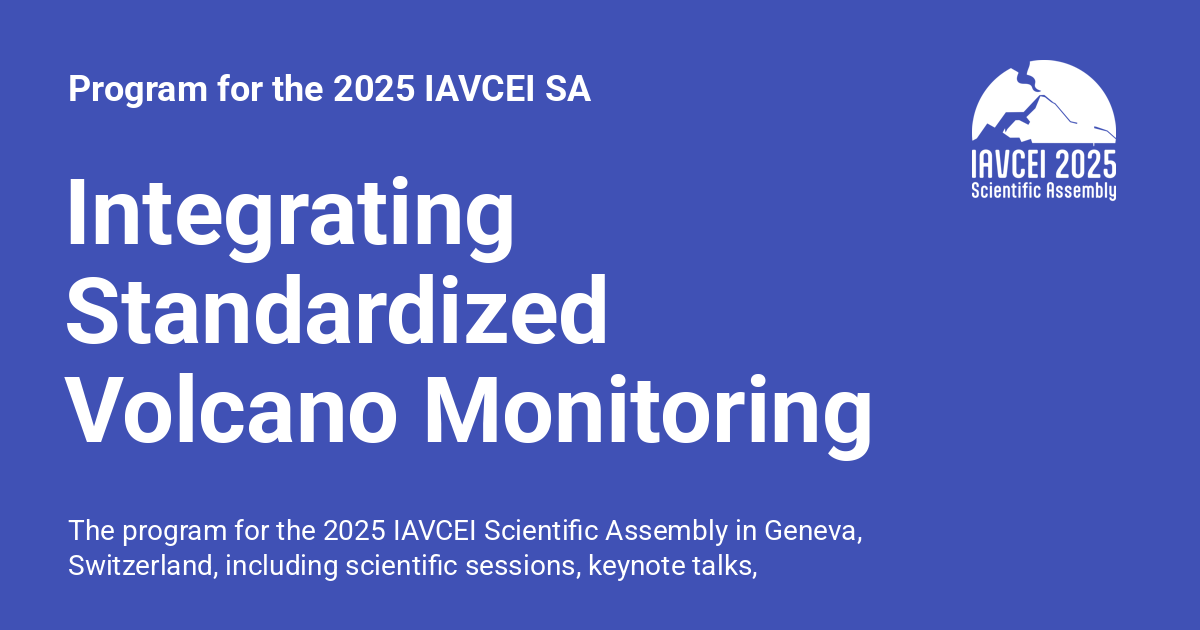 Program for the 2025 IAVCEI SA
IAVCEI 2025
Scientific Assembly
Integrating
Standardized
Volcano Monitoring
The program for the 2025 IAVCEI Scientific Assembly in Geneva,
Switzerland, including scientific sessions, keynote talks,